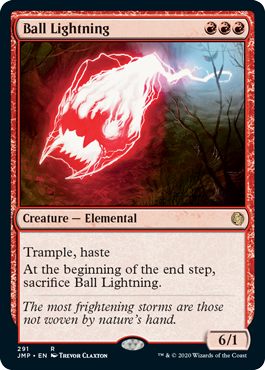 Ball Lightning
Creature — Elemental
Trample, haste
At the beginning of the end step,
sacrifice Ball Lightning.
The most frightening storms are those
not woven by nature's hand.
6/1
291 R
JMP • EN TREVOR CLAXTON
™ & © 2020 Wizards of the Coast